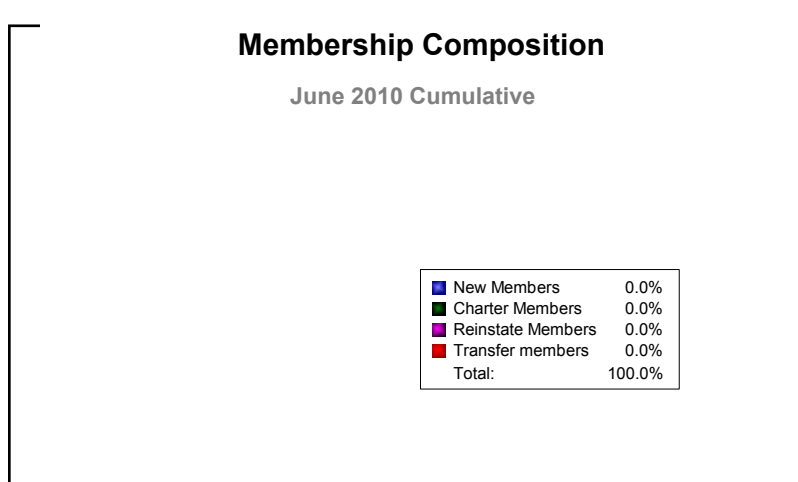 Membership Composition
June 2010 Cumulative
New Members 0.0%
Charter Members 0.0%
Reinstate Members 0.0%
Transfer members 0.0%
Total: 100.0%